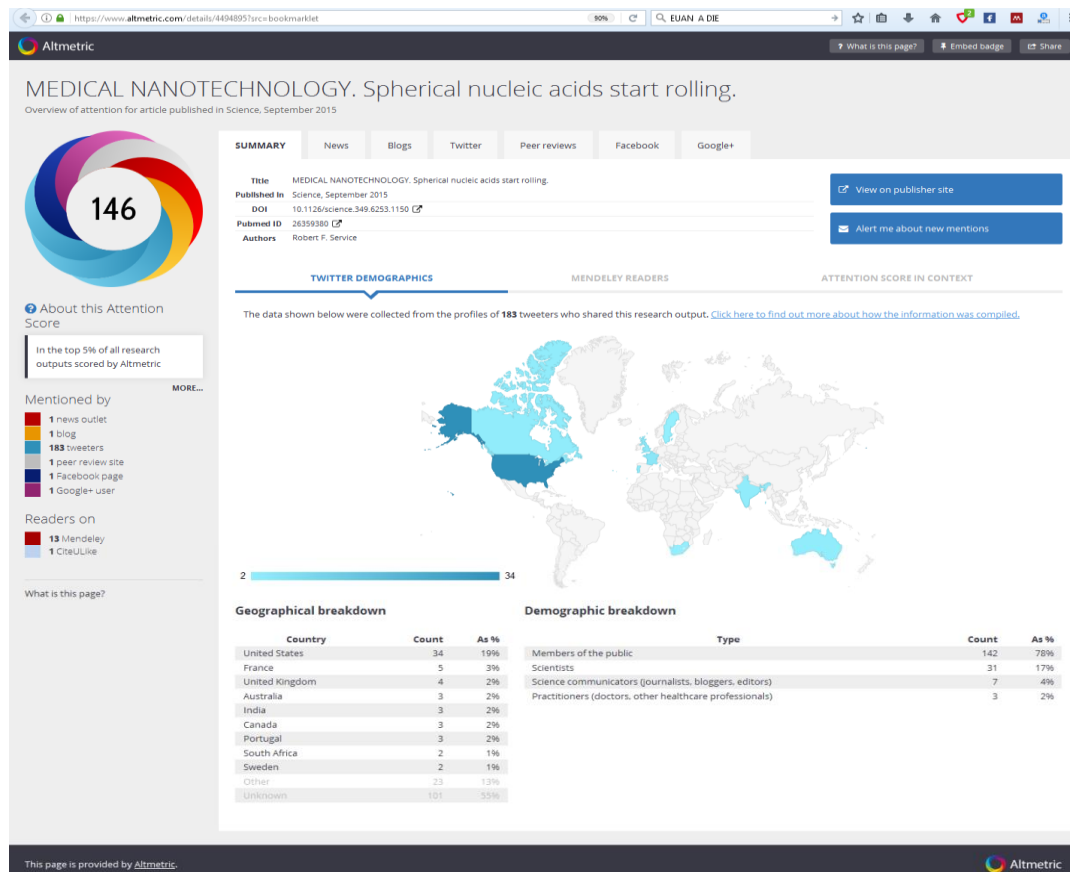 https://www.altmetric.com/details/4494895?src=bookmarklet
90%
EUAN A DIE
2
Altmetric
? What is this page?
Embed badge
Share
MEDICAL NANOTECHNOLOGY. Spherical nucleic acids start rolling.
Overview of attention for article published in Science, September 2015
146
SUMMARY News Blogs Twitter Peer reviews Facebook Google+
Title MEDICAL NANOTECHNOLOGY. Spherical nucleic acids start rolling.
Published in Science, September 2015
DOI 10.1126/science.349.6253.1150
Pubmed ID 26359380
Authors Robert F. Service
View on publisher site
Alert me about new mentions
TWITTER DEMOGRAPHICS MENDELEY READERS ATTENTION SCORE IN CONTEXT
The data shown below were collected from the profiles of 183 tweeters who shared this research output. Click here to find out more about how the information was compiled.
? About this Attention
Score
In the top 5% of all research
outputs scored by Altmetric
MORE...
Mentioned by
1 news outlet
1 blog
183 tweeters
1 peer review site
1 Facebook page
1 Google+ user
Readers on
13 Mendeley
1 CiteULike
What is this page?
2 34
Geographical breakdown
Country Count As %
United States 34 19%
France 5 3%
United Kingdom 4 2%
Australia 3 2%
India 3 2%
Canada 3 2%
Portugal 3 2%
South Africa 2 1%
Sweden 2 1%
Other 23 13%
Unknown 101 55%
Demographic breakdown
Type Count As %
Members of the public 142 78%
Scientists 31 17%
Science communicators (journalists, bloggers, editors) 7 4%
Practitioners (doctors, other healthcare professionals) 3 2%
This page is provided by Altmetric.
Altmetric